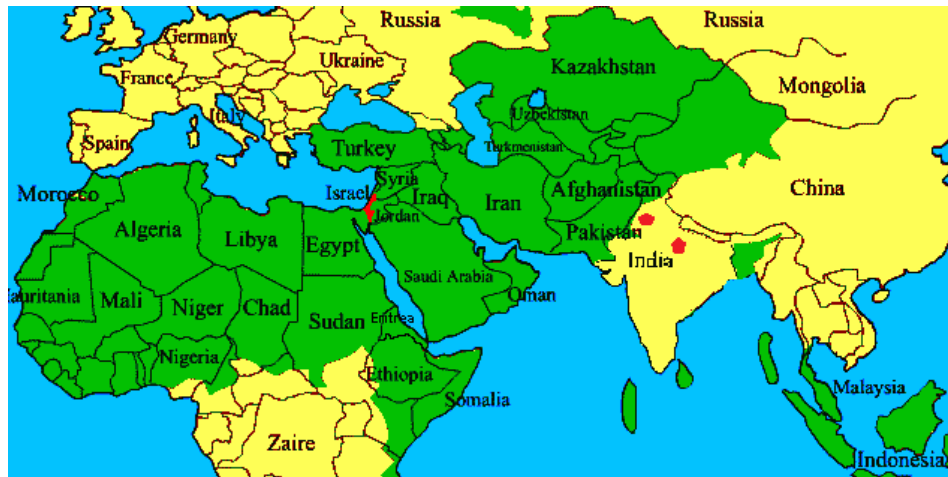 Russia
Russia
Germany
Ukraine
France
Kazakhstan
Mongolia
Italy
Uzbekistan
Spain
Turkey
Turkmenistan
Syria
China
Morocco
Israel
Iraq
Iran
Afghanistan
Jordan
Algeria
Libya
Egypt
Pakistan
India
Saudi Arabia
Mauritania
Mali
Niger
Chad
Oman
Sudan
Eritrea
Nigeria
Ethiopia
Malaysia
Somalia
Zaire
Indonesia